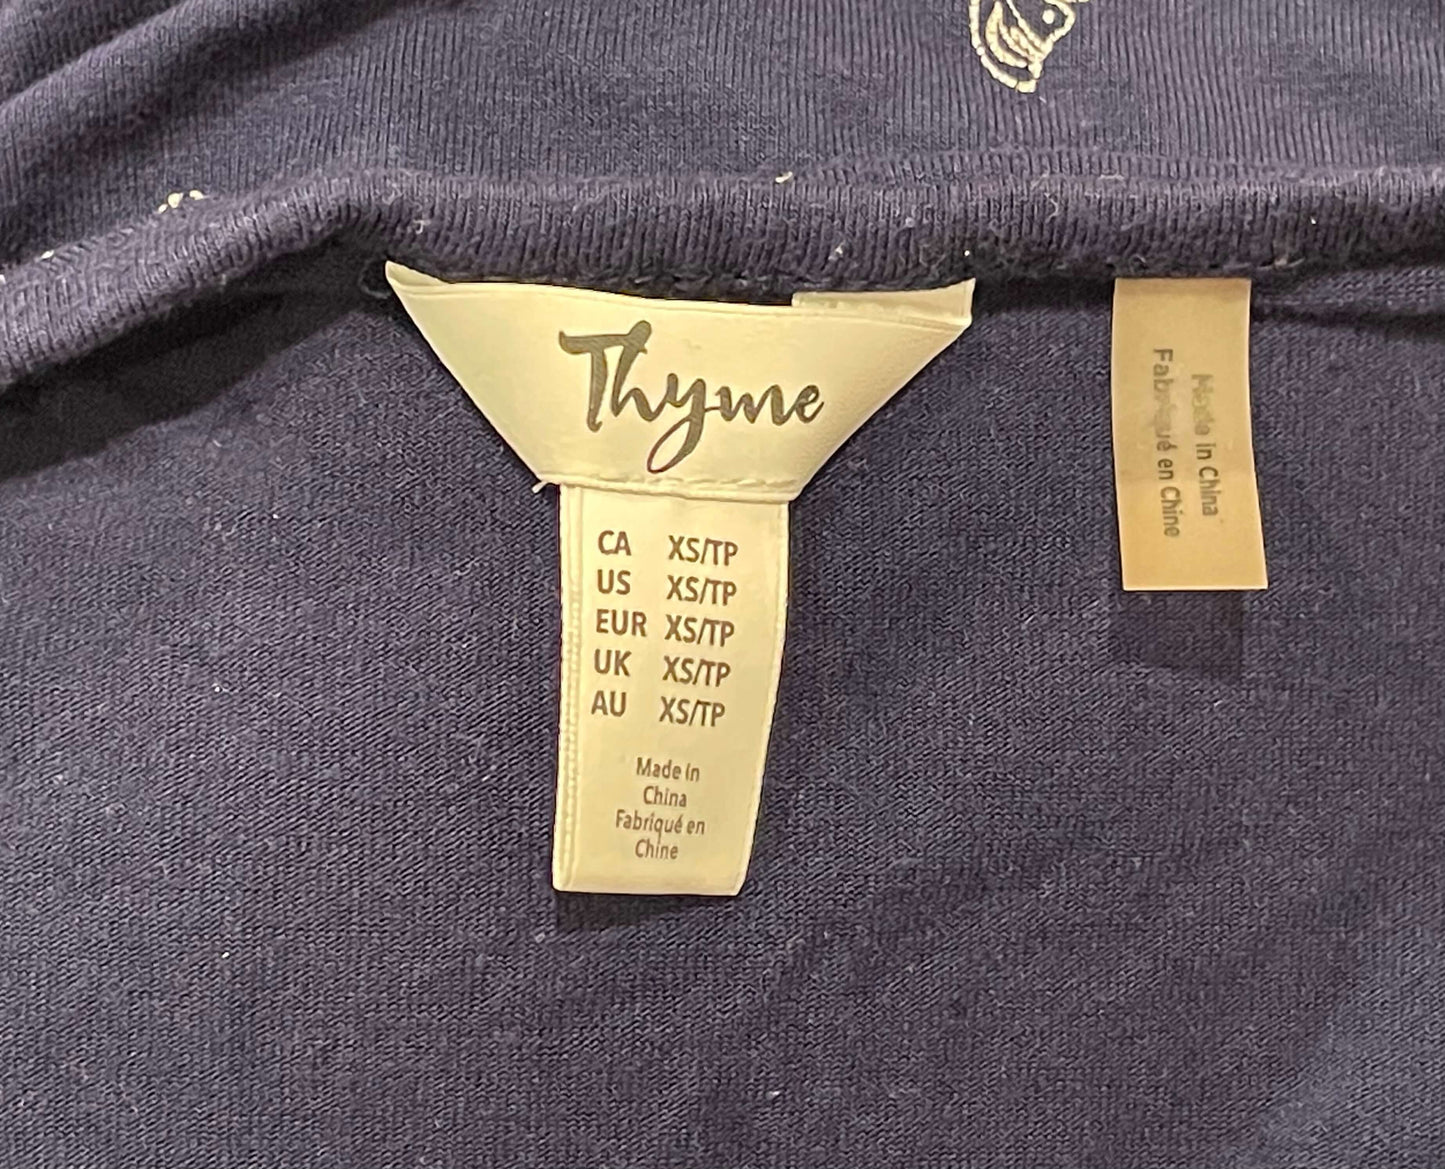 Thyme
CA XS/TP
US XS/TP
EUR XS/TP
UK XS/TP
AU XS/TP
Made in
China
Fabriqué en
Chine
Made in China
Fabriqué en Chine